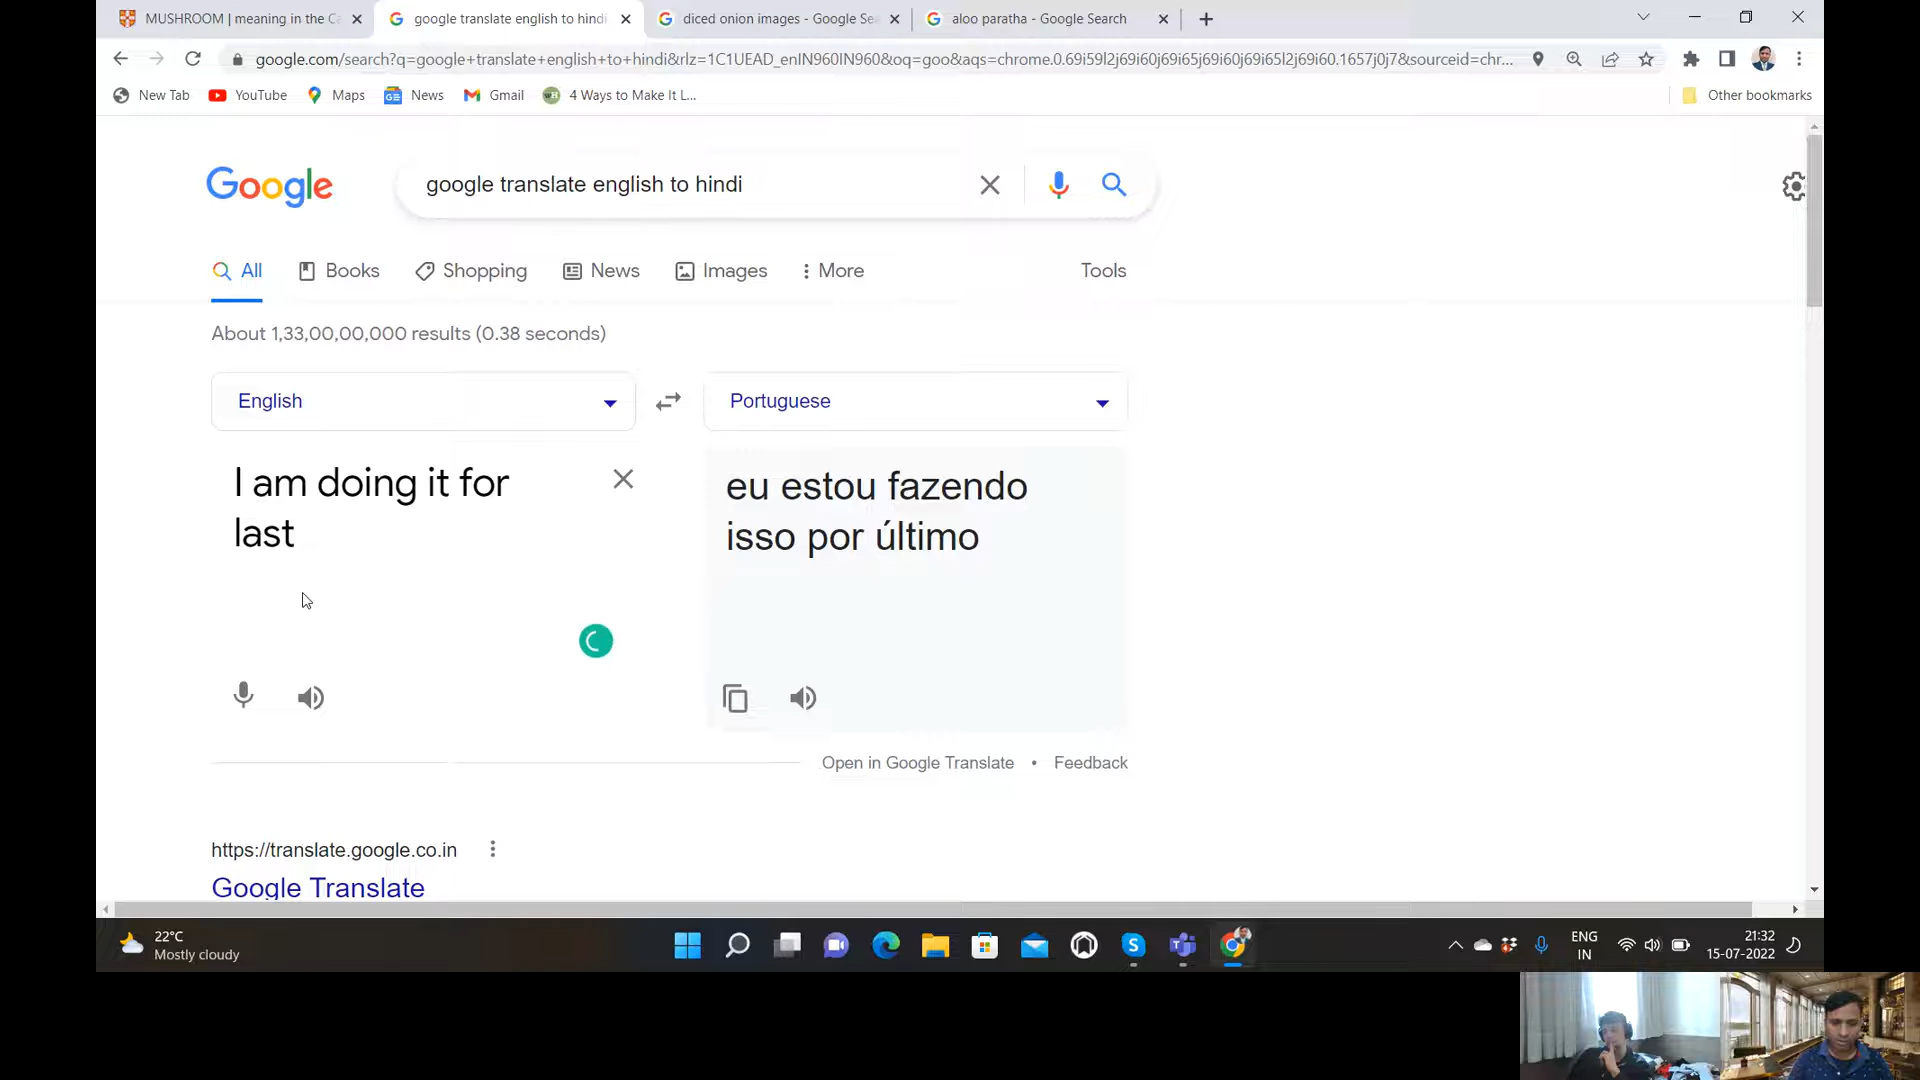 MUSHROOM | meaning in the Ca
google translate english to hindi
diced onion images - Google Sea
aloo paratha - Google Search
google.com/search?q=google+translate+english+to+hindi&rlz=1C1UEAD_enIN960IN960&oq=goo&aqs=chrome.0.69i59l2j69i60j69i65j69i60j69i65l2j69i60.1657j0j7&sourceid=chr...
New Tab
YouTube
Maps
News
Gmail
4 Ways to Make It L...
Other bookmarks
Google
google translate english to hindi
All
Books
Shopping
News
Images
More
Tools
About 1,33,00,00,000 results (0.38 seconds)
English
Portuguese
I am doing it for
last
eu estou fazendo
isso por último
Open in Google Translate • Feedback
https://translate.google.co.in
Google Translate
22°C
Mostly cloudy
ENG
IN
21:32
15-07-2022